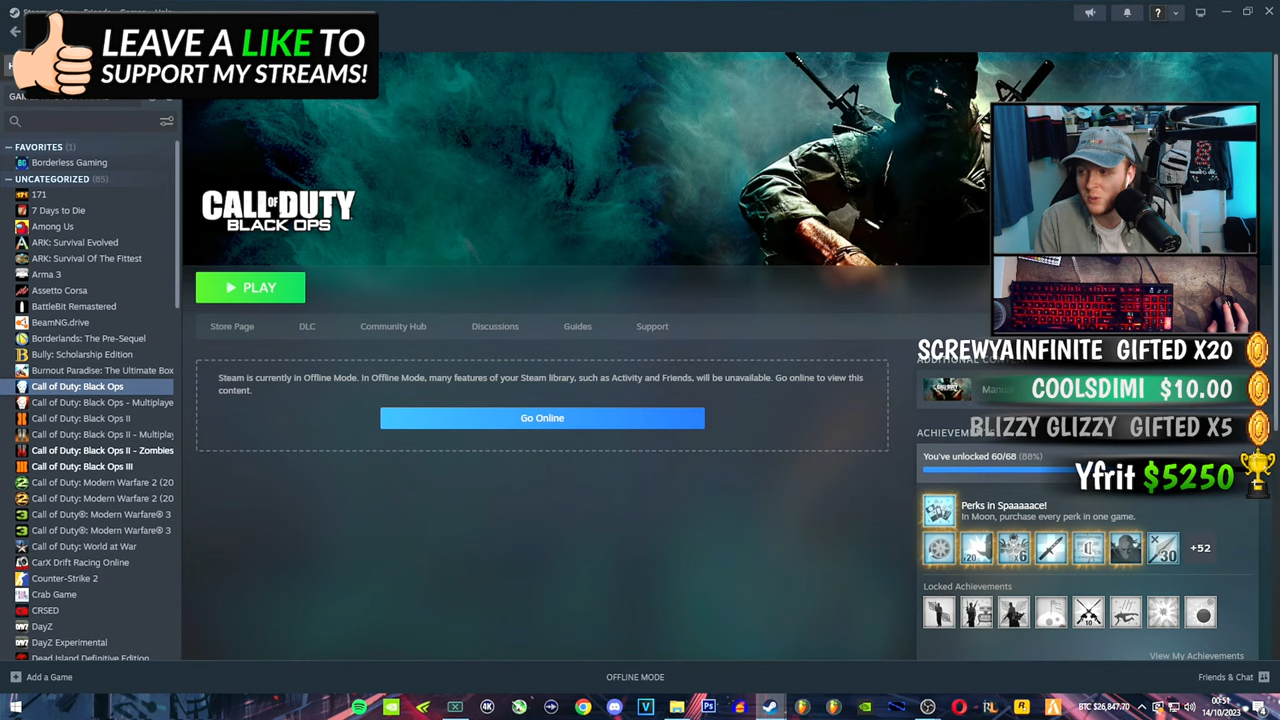 LEAVE A LIKE TO
SUPPORT MY STREAMS!
FAVORITES (1)
Borderless Gaming
UNCATEGORIZED (85)
171
7 Days to Die
Among Us
ARK: Survival Evolved
ARK: Survival Of The Fittest
Arma 3
Assetto Corsa
BattleBit Remastered
BeamNG.drive
Borderlands: The Pre-Sequel
Bully: Scholarship Edition
Burnout Paradise: The Ultimate Box
Call of Duty: Black Ops
Call of Duty: Black Ops - Multiplaye
Call of Duty: Black Ops II
Call of Duty: Black Ops II - Multipla
Call of Duty: Black Ops II - Zombies
Call of Duty: Black Ops III
Call of Duty: Modern Warfare 2 (20
Call of Duty: Modern Warfare 2 (20
Call of Duty®: Modern Warfare® 3
Call of Duty®: Modern Warfare® 3
Call of Duty: World at War
CarX Drift Racing Online
Counter-Strike 2
Crab Game
CRSED
DayZ
DayZ Experimental
Dead Island Definitive Edition
CALL OF DUTY
BLACK OPS
PLAY
Store Page DLC Community Hub Discussions Guides Support
Steam is currently in Offline Mode. In Offline Mode, many features of your Steam library, such as Activity and Friends, will be unavailable. Go online to view this
content.
Go Online
SCREWYAINFINITE GIFTED X20
Manua
COOLSDIMI $10.00
BLIZZY GLIZZY GIFTED X5
You've unlocked 60/68 (88%)
Yfrit $5250
Perks in Spaaaaace!
In Moon, purchase every perk in one game.
+52
Locked Achievements
View My Achievements
Add a Game
OFFLINE MODE
Friends & Chat
BTC $26,847.70
00:51
14/10/2023